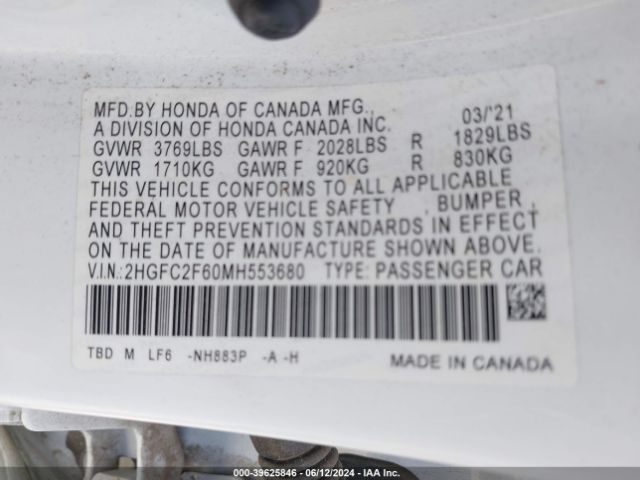 MFD.BY HONDA OF CANADA MFG., 03/'21
A DIVISION OF HONDA CANADA INC.
GVWR 3769LBS GAWR F 2028LBS R 1829LBS
GVWR 1710KG GAWR F 920KG R 830KG
THIS VEHICLE CONFORMS TO ALL APPLICABLE
FEDERAL MOTOR VEHICLE SAFETY , BUMPER ,
AND THEFT PREVENTION STANDARDS IN EFFECT
ON THE DATE OF MANUFACTURE SHOWN ABOVE.
V.I.N.:2HGFC2F60MH553680 TYPE: PASSENGER CAR
TBD M LF6 -NH883P -A -H MADE IN CANADA
000-39625846 - 06/12/2024 - IAA Inc.